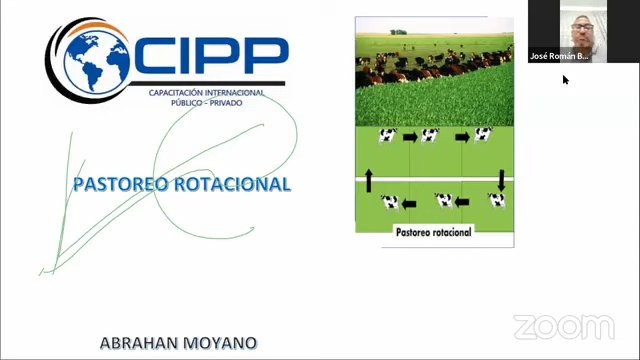 CIPP
CAPACITACIÓN INTERNACIONAL
PÚBLICO - PRIVADO
PASTOREO ROTACIONAL
ABRAHAN MOYANO
Pastoreo rotacional
José Román B...
zoom